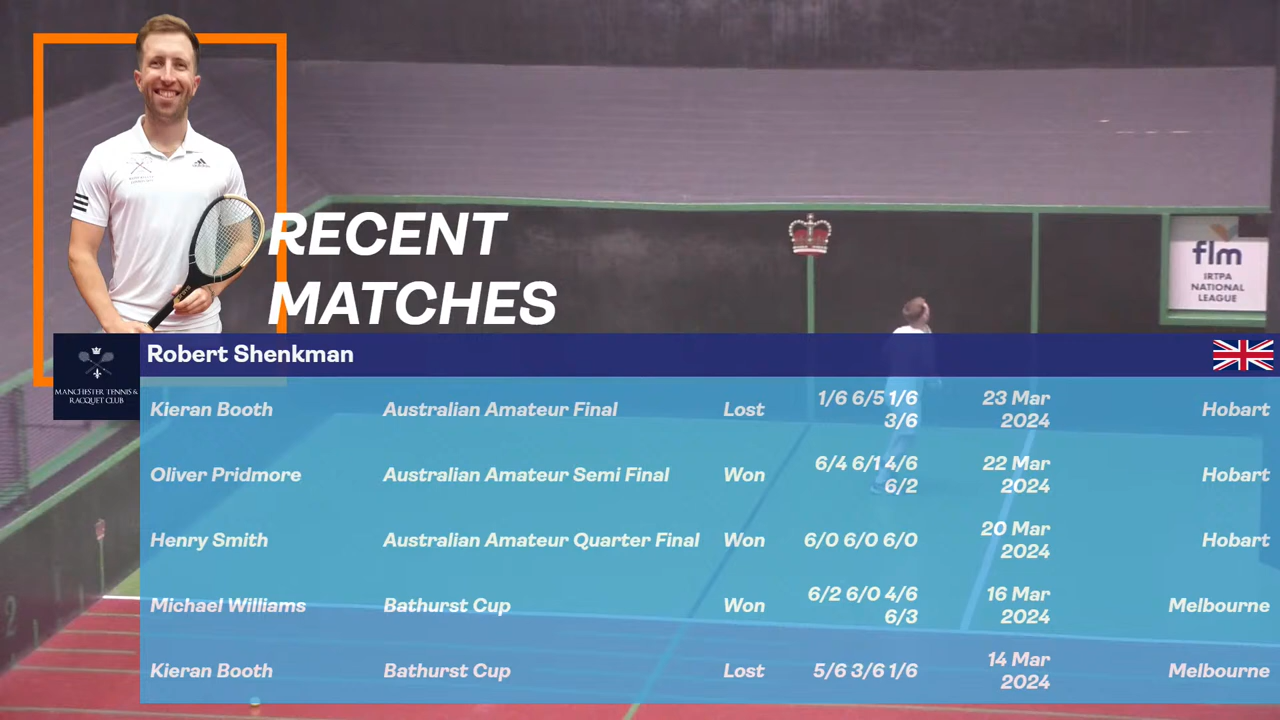 RECENT
MATCHES
flm
IRTPA
NATIONAL
LEAGUE
Robert Shenkman
MANCHESTER TENNIS &
RACQUET CLUB
Kieran Booth Australian Amateur Final Lost 1/6 6/5 1/6 3/6 23 Mar 2024 Hobart
Oliver Pridmore Australian Amateur Semi Final Won 6/4 6/1 4/6 6/2 22 Mar 2024 Hobart
Henry Smith Australian Amateur Quarter Final Won 6/0 6/0 6/0 20 Mar 2024 Hobart
Michael Williams Bathurst Cup Won 6/2 6/0 4/6 6/3 16 Mar 2024 Melbourne
Kieran Booth Bathurst Cup Lost 5/6 3/6 1/6 14 Mar 2024 Melbourne
2